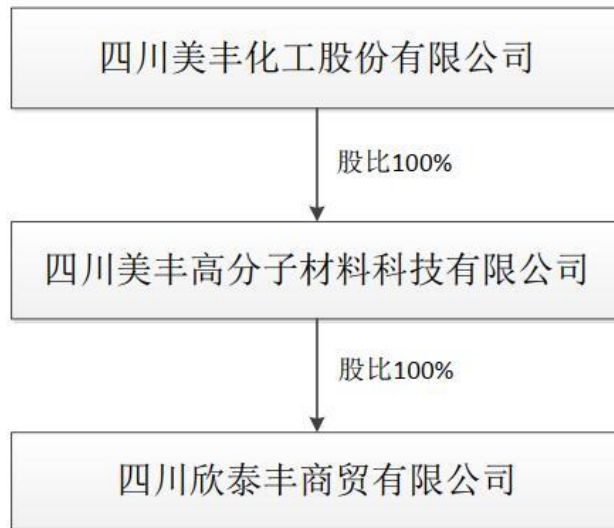 四川美丰化工股份有限公司
股比100%
四川美丰高分子材料科技有限公司
股比100%
四川欣泰丰商贸有限公司